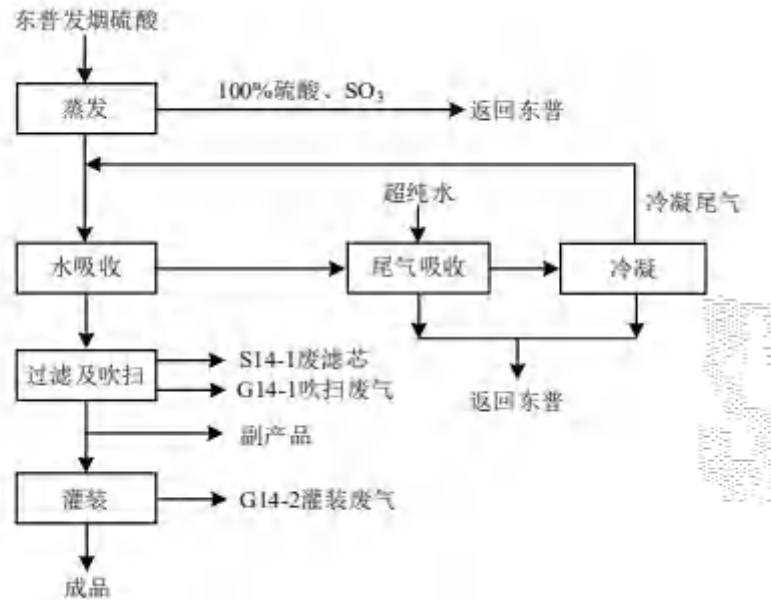 东普发烟硫酸
100%硫酸、SO₃
蒸发
返回东普
超纯水
冷凝尾气
水吸收
尾气吸收
冷凝
S14-1废滤芯
过滤及吹扫
G14-1吹扫废气
返回东普
副产品
灌装
G14-2灌装废气
成品